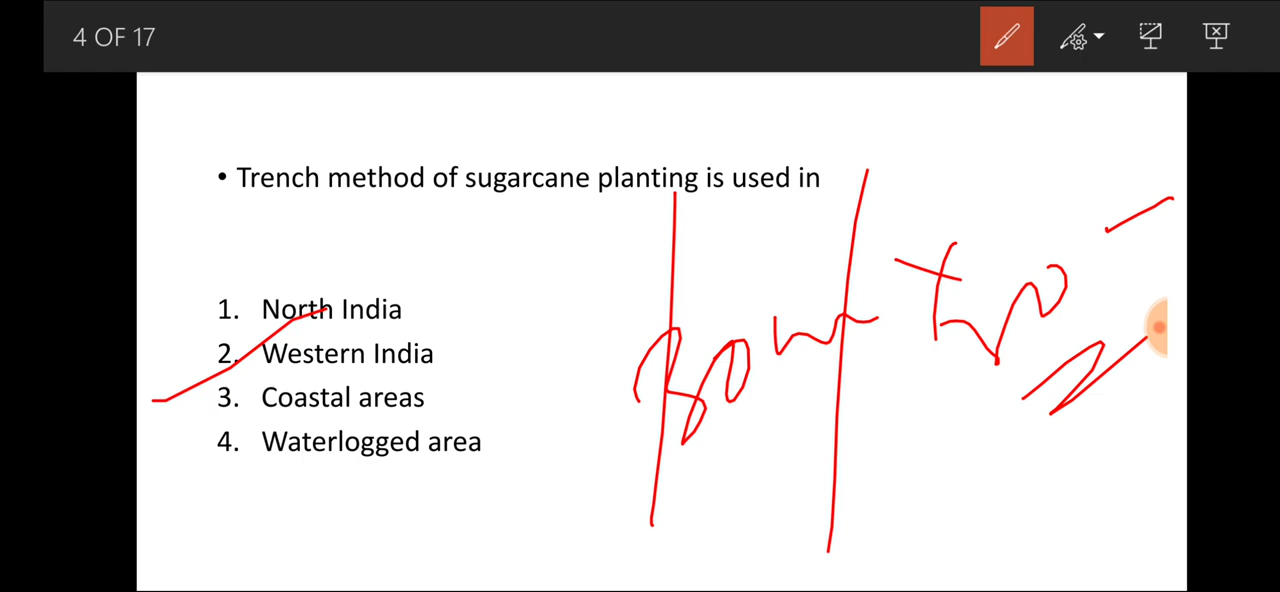 4 OF 17
• Trench method of sugarcane planting is used in
1. North India
2. Western India
3. Coastal areas
4. Waterlogged area